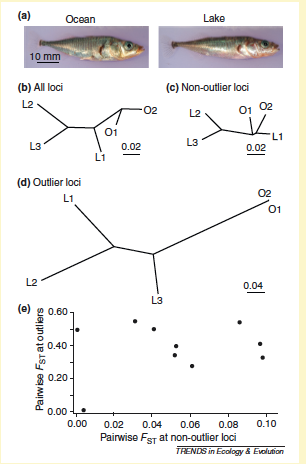 (a)
Ocean Lake
10 mm
(b) All loci
(c) Non-outlier loci
L2
O2
O1
L3
L1
0.02
L2
O1
O2
L3
L1
0.02
(d) Outlier loci
L1
O2
O1
L2
L3
0.04
(e)
0.60
0.40
0.20
0.00
Pairwise FST at outliers
0.00 0.02 0.04 0.06 0.08 0.10
Pairwise FST at non-outlier loci
TRENDS in Ecology & Evolution